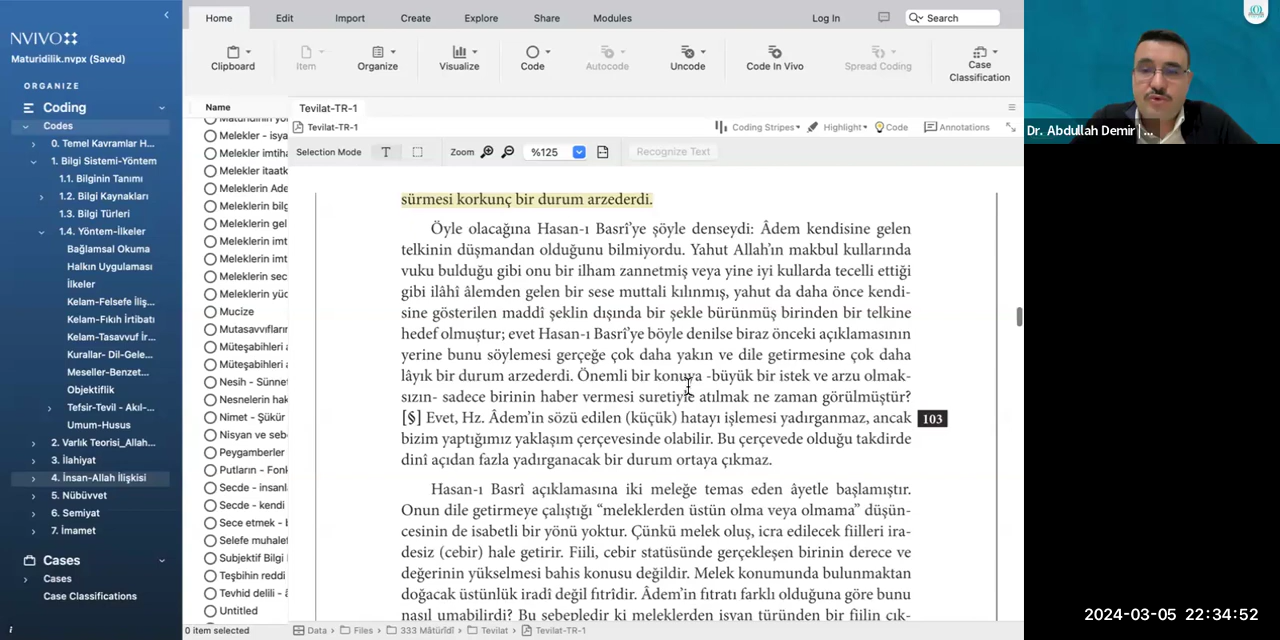 NVIVO
Maturidilik.nvpx (Saved)
ORGANIZE
Coding
Codes
0. Temel Kavramlar H...
1. Bilgi Sistemi-Yöntem
1.1. Bilginin Tanımı
1.2. Bilgi Kaynakları
1.3. Bilgi Türleri
1.4. Yöntem-İlkeler
Bağlamsal Okuma
Halkın Uygulaması
İlkeler
Kelam-Felsefe İliş...
Kelam-Fıkıh İrtibatı
Kelam-Tasavvuf İr...
Kurallar- Dil-Gele...
Meseller-Benzet...
Objektiflik
Tefsir-Tevil - Akıl-...
Umum-Husus
2. Varlık Teorisi_Allah...
3. İlahiyat
4. İnsan-Allah İlişkisi
5. Nübüvvet
6. Semiyat
7. İmamet
Cases
Cases
Case Classifications
Home Edit Import Create Explore Share Modules Log In Search
Clipboard Item Organize Visualize Code Autocode Uncode Code In Vivo Spread Coding Case Classification
Name
Melekler - isya
Melekler imtiha
Melekler itaatk
Meleklerin Ade
Meleklerin bilg
Meleklerin gel
Meleklerin imt
Meleklerin imt
Meleklerin sec
Meleklerin yüc
Mucize
Mutasavvıfların
Müteşabihleri a
Müteşabihleri a
Nesih - Sünne
Nimet - Şükür
Nisyan ve seb
Peygamberler
Putların - Fonk
Secde - insanl
Secde - kendi
Sece etmek - b
Selefe muhalef
Subjektif Bilgi
Teşbihin reddi
Tevhid delili - â
Untitled
0 item selected
Tevilat-TR-1
Tevilat-TR-1 Coding Stripes Highlight Code Annotations
Selection Mode T Zoom %125 Recognize Text
sürmesi korkunç bir durum arzederdi.
Öyle olacağına Hasan-ı Basrî'ye şöyle denseydi: Âdem kendisine gelen
telkinin düşmandan olduğunu bilmiyordu. Yahut Allah'ın makbul kullarında
vuku bulduğu gibi onu bir ilham zannetmiş veya yine iyi kullarda tecelli ettiği
gibi ilâhî âlemden gelen bir sese muttali kılınmış, yahut da daha önce kendi-
sine gösterilen maddî şeklin dışında bir şekle bürünmüş birinden bir telkine
hedef olmuştur; evet Hasan-ı Basrî'ye böyle denilse biraz önceki açıklamasının
yerine bunu söylemesi gerçeğe çok daha yakın ve dile getirmesine çok daha
lâyık bir durum arzederdi. Önemli bir konuya -büyük bir istek ve arzu olmak-
sızın- sadece birinin haber vermesi suretiyle atılmak ne zaman görülmüştür?
[§] Evet, Hz. Âdem'in sözü edilen (küçük) hatayı işlemesi yadırganmaz, ancak 103
bizim yaptığımız yaklaşım çerçevesinde olabilir. Bu çerçevede olduğu takdirde
dinî açıdan fazla yadırganacak bir durum ortaya çıkmaz.
Hasan-ı Basrî açıklamasına iki meleğe temas eden âyetle başlamıştır.
Onun dile getirmeye çalıştığı "meleklerden üstün olma veya olmama" düşün-
cesinin de isabetli bir yönü yoktur. Çünkü melek oluş, icra edilecek fiilleri ira-
desiz (cebir) hale getirir. Fiili, cebir statüsünde gerçekleşen birinin derece ve
değerinin yükselmesi bahis konusu değildir. Melek konumunda bulunmaktan
doğacak üstünlük iradî değil fıtrîdir. Âdem'in fıtratı farklı olduğuna göre bunu
nasıl umabilirdi? Bu sebepledir ki meleklerden isyan türünden bir fiilin çık-
Data Files 333 Mâtürîdî Tevilat Tevilat-TR-1
Dr. Abdullah Demir | ...
2024-03-05 22:34:52